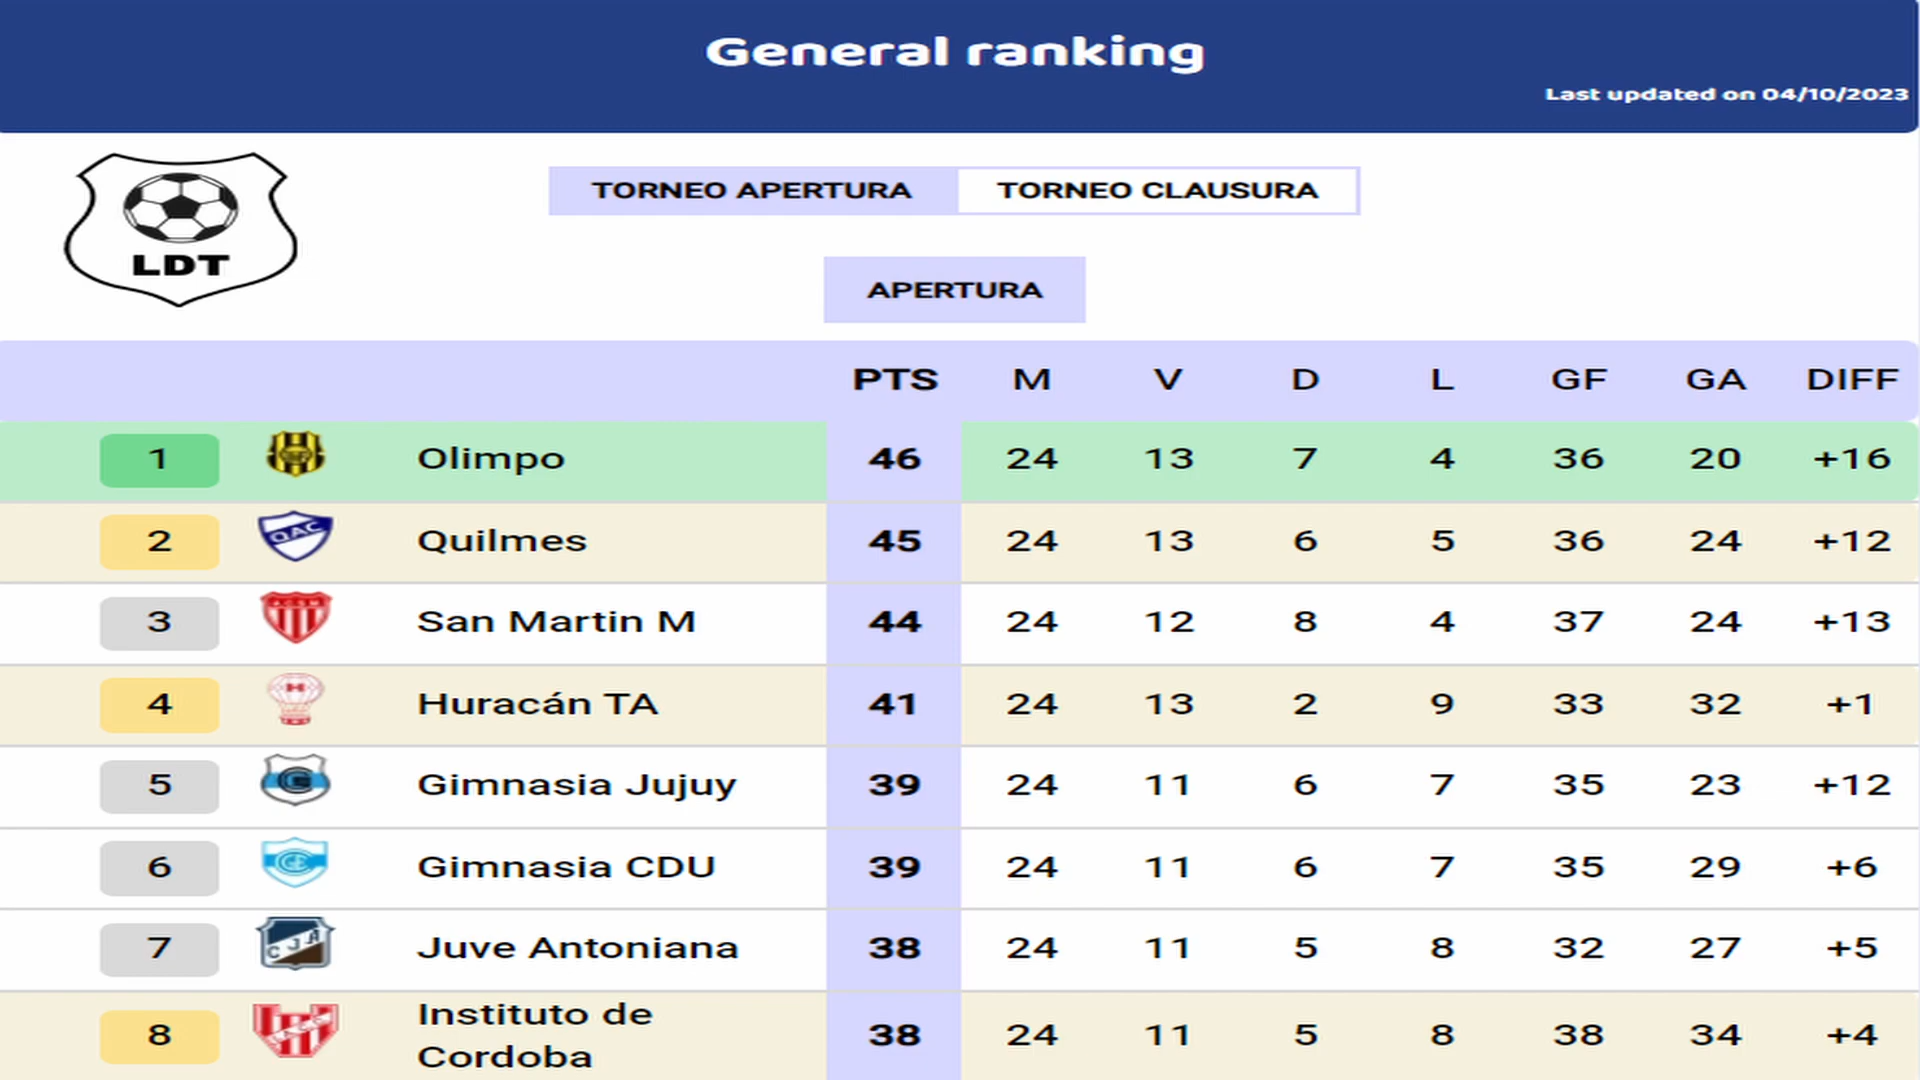 General ranking
Last updated on 04/10/2023
LDT
TORNEO APERTURA TORNEO CLAUSURA
APERTURA
PTS M V D L GF GA DIFF
1 Olimpo 46 24 13 7 4 36 20 +16
2 QAC Quilmes 45 24 13 6 5 36 24 +12
3 San Martin M 44 24 12 8 4 37 24 +13
4 H Huracán TA 41 24 13 2 9 33 32 +1
5 G Gimnasia Jujuy 39 24 11 6 7 35 23 +12
6 Gimnasia CDU 39 24 11 6 7 35 29 +6
7 CJA Juve Antoniana 38 24 11 5 8 32 27 +5
8 Instituto de
Cordoba 38 24 11 5 8 38 34 +4